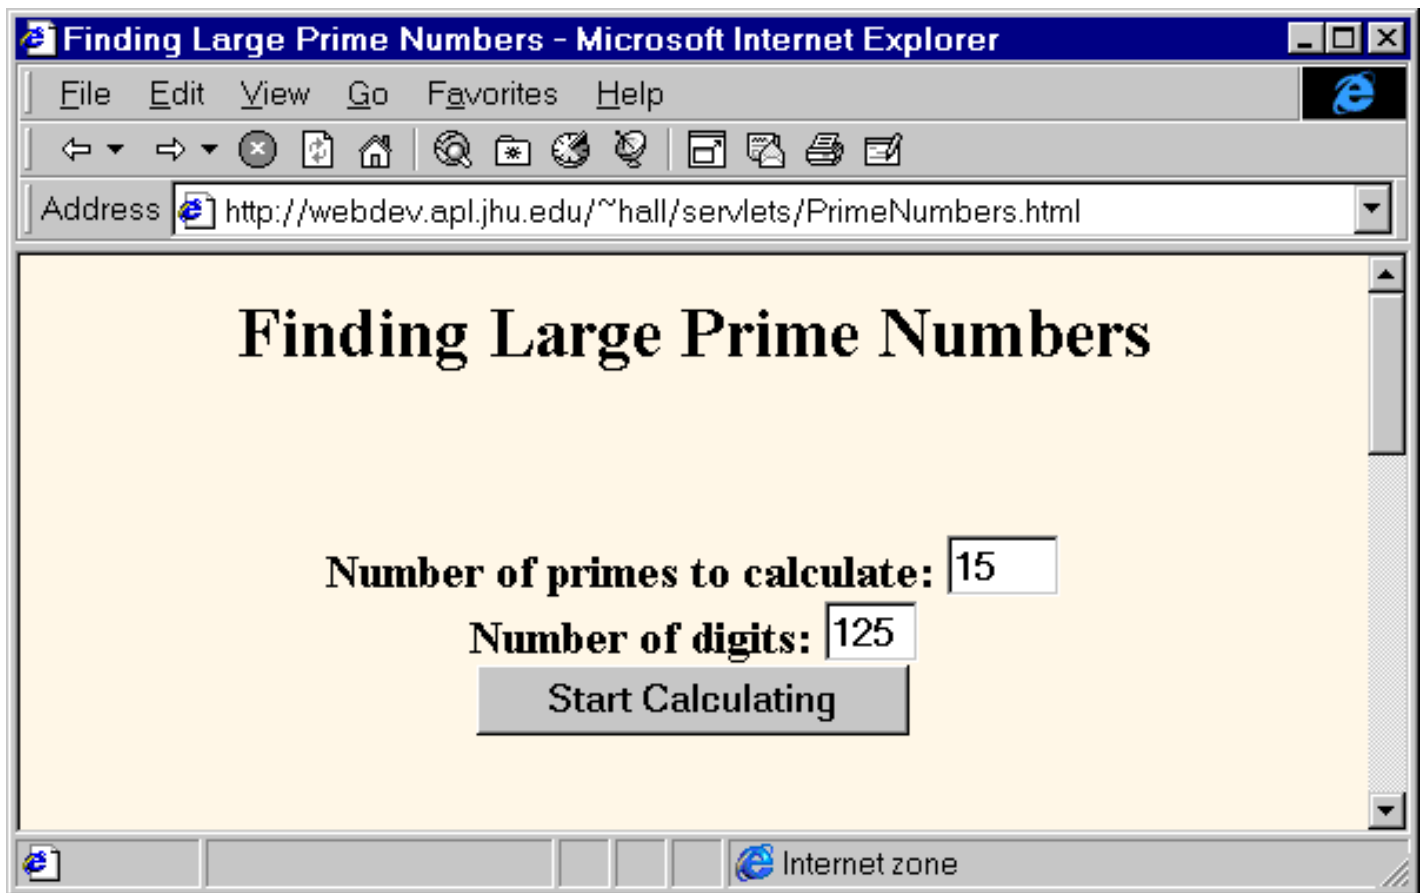 Finding Large Prime Numbers - Microsoft Internet Explorer
File Edit View Go Favorites Help
Address http://webdev.apl.jhu.edu/~hall/servlets/PrimeNumbers.html
Finding Large Prime Numbers
Number of primes to calculate: 15
Number of digits: 125
Start Calculating
Internet zone